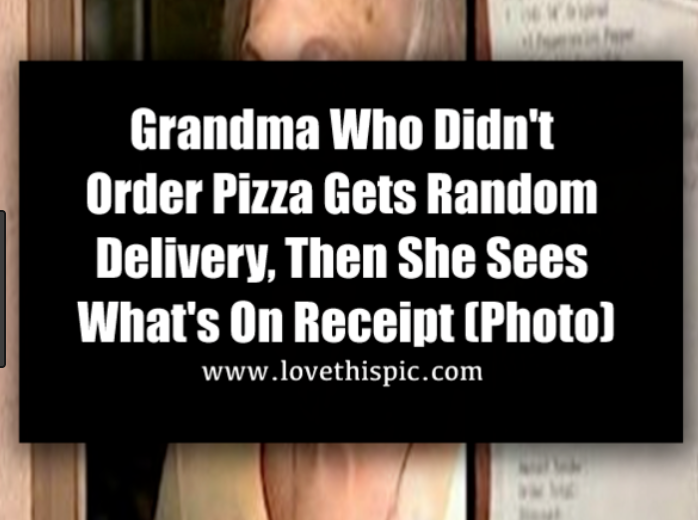 Grandma Who Didn't
Order Pizza Gets Random
Delivery, Then She Sees
What's On Receipt (Photo)
www.lovethispic.com